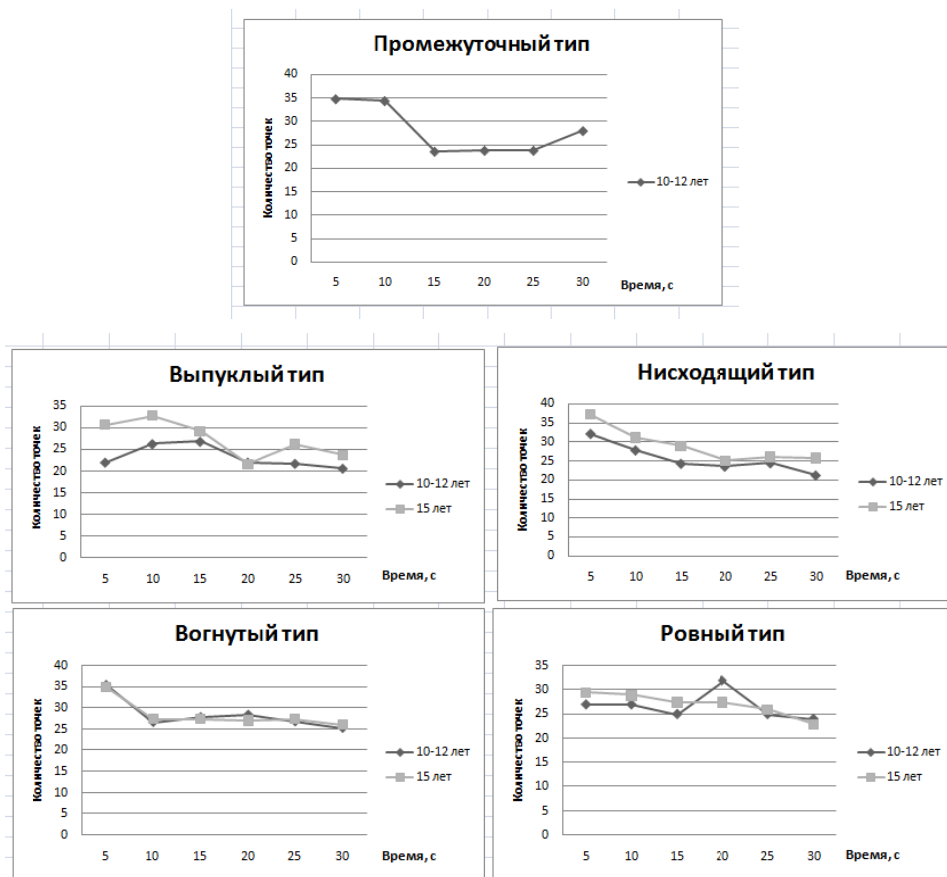 Промежуточный тип
40
35
30
25
20
15
10
5
0
Количество точек
5 10 15 20 25 30
Время, с
10-12 лет
Выпуклый тип
35
30
25
20
15
10
5
0
Количество точек
5 10 15 20 25 30
Время, с
10-12 лет
15 лет
Нисходящий тип
40
35
30
25
20
15
10
5
0
Количество точек
5 10 15 20 25 30
Время, с
10-12 лет
15 лет
Вогнутый тип
40
35
30
25
20
15
10
5
0
Количество точек
5 10 15 20 25 30
Время, с
10-12 лет
15 лет
Ровный тип
35
30
25
20
15
10
5
0
Количество точек
5 10 15 20 25 30
Время, с
10-12 лет
15 лет